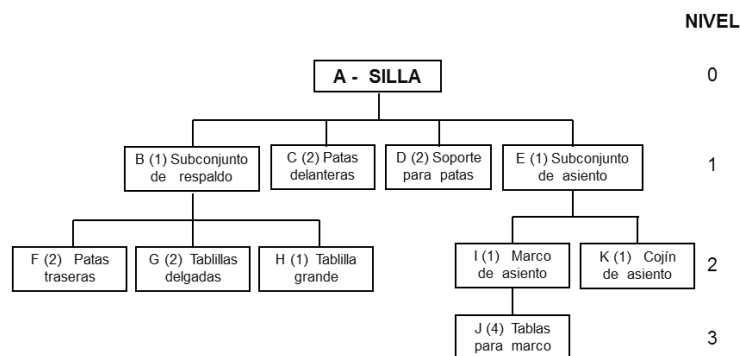 NIVEL
A - SILLA
0
B (1) Subconjunto
de respaldo
C (2) Patas
delanteras
D (2) Soporte
para patas
E (1) Subconjunto
de asiento
1
F (2) Patas
traseras
G (2) Tablillas
delgadas
H (1) Tablilla
grande
I (1) Marco
de asiento
K (1) Cojín
de asiento
2
J (4) Tablas
para marco
3